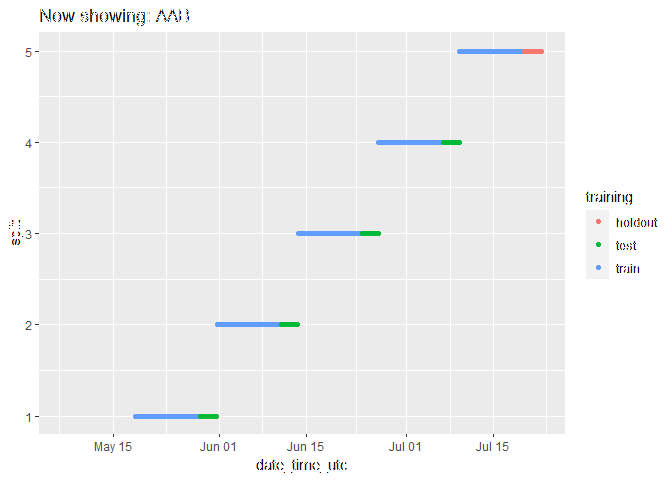 Now showing: AAB
5
4
3
2
1
split
May 15
Jun 01
Jun 15
Jul 01
Jul 15
date_time_utc
training
holdout
test
train